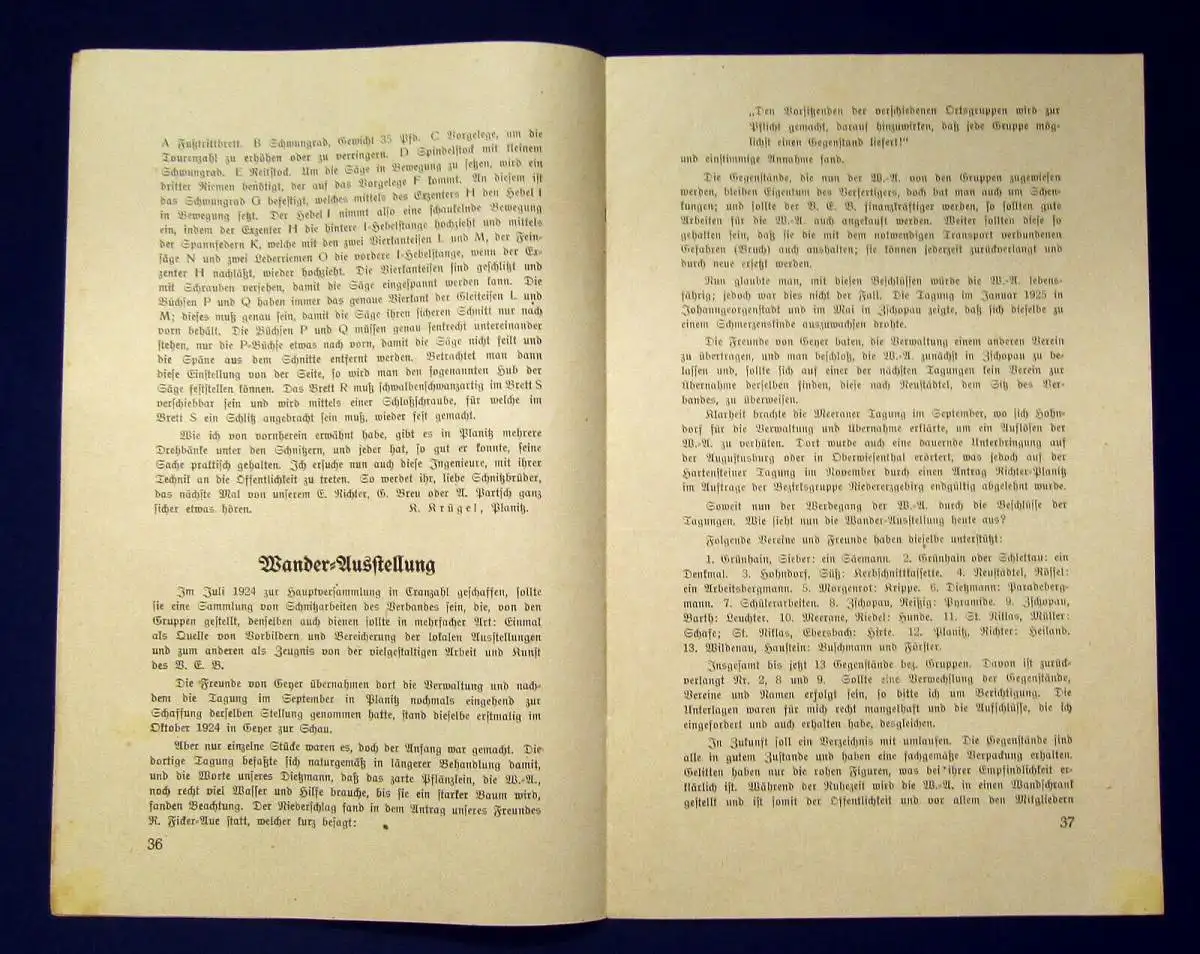 A Fußtrittbrett. B Schwungrad, Gewicht 35 Pfd. C Vorgelege, um die
Tourenzahl zu erhöhen oder zu verringern. D Spindelstock mit kleinem
Schwungrad. E Reitstock. Um die Säge in Bewegung zu setzen, wird ein
dritter Riemen benötigt, der auf das Vorgelege F kommt. An diesem ist
das Schwungrad G befestigt, welches mittels des Exzenters H den Hebel I
in Bewegung setzt. Der Hebel I nimmt also eine schaukelnde Bewegung
ein, indem der Exzenter H die hintere I-Hebelstange hochzieht und mittels
der Spannfedern K, welche mit den zwei Vierkanteisen L und M, der Fein-
säge N und zwei Lederriemen O die vordere I-Hebelstange, wenn der Ex-
zenter H nachläßt, wieder hochzieht. Die Vierkanteisen sind geschlitzt und
mit Schrauben versehen, damit die Säge eingespannt werden kann. Die
Büchsen P und Q haben immer das genaue Vierkant der Gleiteisen L und
M; dieses muß genau sein, damit die Säge ihren sicheren Schnitt nur nach
vorn behält. Die Büchsen P und Q müssen genau senkrecht untereinander
stehen, nur die P-Büchse etwas nach vorn, damit die Säge nicht feilt und
die Späne aus dem Schnitte entfernt werden. Betrachtet man dann
diese Einstellung von der Seite, so wird man den sogenannten Hub der
Säge feststellen können. Das Brett R muß schwalbenschwanzartig im Brett S
verschiebbar sein und wird mittels einer Schloßschraube, für welche im
Brett S ein Schlitz angebracht sein muß, wieder fest gemacht.
Wie ich von vornherein erwähnt habe, gibt es in Planitz mehrere
Drehbänke unter den Schnitzern, und jeder hat, so gut er konnte, seine
Sache praktisch gehalten. Ich ersuche nun auch diese Ingenieure, mit ihrer
Technik an die Öffentlichkeit zu treten. So werdet ihr, liebe Schnitzbrüder,
das nächste Mal von unserem E. Richter, G. Breu oder A. Partsch ganz
sicher etwas hören. K. Krügel, Planitz.
Wander-Ausstellung
Im Juli 1924 zur Hauptversammlung in Cranzahl geschaffen, sollte
sie eine Sammlung von Schnitzarbeiten des Verbandes sein, die, von den
Gruppen gestellt, denselben auch dienen sollte in mehrfacher Art: Einmal
als Quelle von Vorbildern und Bereicherung der lokalen Ausstellungen
und zum anderen als Zeugnis von der vielgestaltigen Arbeit und Kunst
des V. E. B.
Die Freunde von Geyer übernahmen dort die Verwaltung und nach-
dem die Tagung im September in Planitz nochmals eingehend zur
Schaffung derselben Stellung genommen hatte, stand dieselbe erstmalig im
Oktober 1924 in Geyer zur Schau.
Aber nur einzelne Stücke waren es, doch der Anfang war gemacht. Die
dortige Tagung befaßte sich naturgemäß in längerer Behandlung damit,
und die Worte unseres Dietzmann, daß das zarte Pflänzlein, die W.-A.,
noch recht viel Wasser und Hilfe brauche, bis sie ein starker Baum wird,
fanden Beachtung. Der Niederschlag fand in dem Antrag unseres Freundes
R. Ficker-Aue statt, welcher kurz besagt:
36
„Den Vorsitzenden der verschiedenen Ortsgruppen wird zur
Pflicht gemacht, darauf hinzuwirken, daß jede Gruppe mög-
lichst einen Gegenstand liefert!“
und einstimmige Annahme fand.
Die Gegenstände, die nun der W.-A. von den Gruppen zugewiesen
werden, bleiben Eigentum des Verfertigers, doch bat man auch um Schen-
kungen; und sollte der V. E. B. finanzkräftiger werden, so sollten gute
Arbeiten für die W.-A. auch angekauft werden. Weiter sollten diese so
gehalten sein, daß sie die mit dem notwendigen Transport verbundenen
Gefahren (Bruch) auch aushalten; sie können jederzeit zurückverlangt und
durch neue ersetzt werden.
Nun glaubte man, mit diesen Beschlüssen würde die W.-A. lebens-
fähig; jedoch war dies nicht der Fall. Die Tagung im Januar 1925 in
Johanngeorgenstadt und im Mai in Zschopau zeigte, daß sich dieselbe zu
einem Schmerzenskinde auszuwachsen drohte.
Die Freunde von Geyer baten, die Verwaltung einem anderen Verein
zu übertragen, und man beschloß, die W.-A. zunächst in Zschopau zu be-
lassen und, sollte sich auf einer der nächsten Tagungen kein Verein zur
Übernahme derselben finden, diese nach Neustädtel, dem Sitz des Ver-
bandes, zu überweisen.
Klarheit brachte die Meeraner Tagung im September, wo sich Hohn-
dorf für die Verwaltung und Übernahme erklärte, um ein Auflösen der
W.-A. zu verhüten. Dort wurde auch eine dauernde Unterbringung auf
der Augustusburg oder in Oberwiesenthal erörtert, was jedoch auf der
Hartensteiner Tagung im November durch einen Antrag Richter-Planitz
im Auftrage der Bezirksgruppe Niedererzgebirg endgültig abgelehnt wurde.
Soweit nun der Werdegang der W.-A. durch die Beschlüsse der
Tagungen. Wie sieht nun die Wander-Ausstellung heute aus?
Folgende Vereine und Freunde haben dieselbe unterstützt:
1. Grünhain, Sieber: ein Säemann. 2. Grünhain oder Schlettau: ein
Denkmal. 3. Hohndorf, Süß: Kerbschnittkassette. 4. Neustädtel, Rössel:
ein Arbeitsbergmann. 5. Morgenrot: Krippe. 6. Dietzmann: Paradeberg-
mann. 7. Schülerarbeiten. 8. Zschopau, Reißig: Pyramide. 9. Zschopau,
Barth: Leuchter. 10. Meerane, Riedel: Hunde. 11. St. Niklas, Müller:
Schafe; St. Niklas, Ebersbach: Hirte. 12. Planitz, Richter: Heiland.
13. Wildenau, Haustein: Buschmann und Förster.
Insgesamt bis jetzt 13 Gegenstände bez. Gruppen. Davon ist zurück-
verlangt Nr. 2, 8 und 9. Sollte eine Verwechslung der Gegenstände,
Vereine und Namen erfolgt sein, so bitte ich um Berichtigung. Die
Unterlagen waren für mich recht mangelhaft und die Aufschlüsse, die ich
eingefordert und auch erhalten habe, desgleichen.
In Zukunft soll ein Verzeichnis mit umlaufen. Die Gegenstände sind
alle in gutem Zustande und haben eine fachgemäße Verpackung erhalten.
Gelitten haben nur die rohen Figuren, was bei ihrer Empfindlichkeit er-
klärlich ist. Während der Ruhezeit wird die W.-A. in einen Wandschrank
gestellt und ist somit der Öffentlichkeit und vor allem den Mitgliedern
37